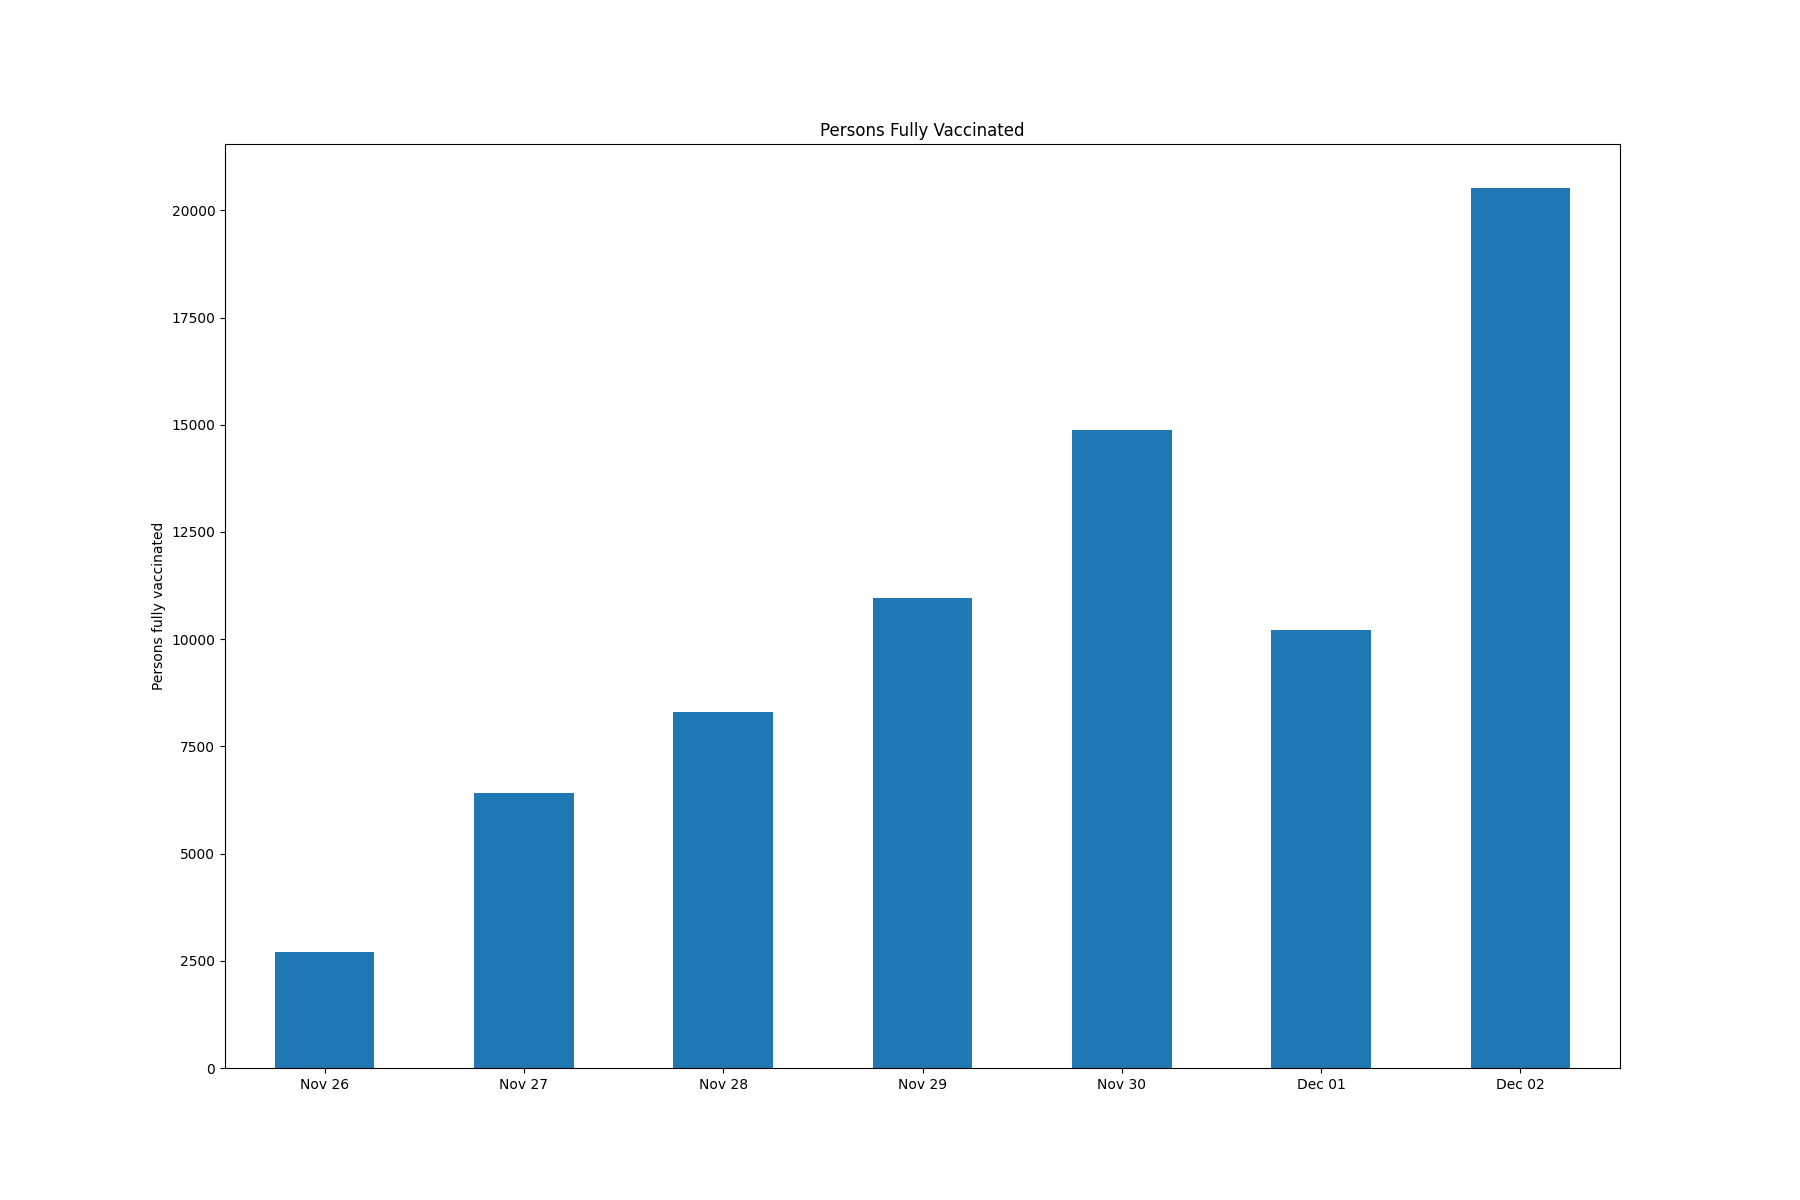 Persons Fully Vaccinated
Persons fully vaccinated
20000
17500
15000
12500
10000
7500
5000
2500
0
Nov 26
Nov 27
Nov 28
Nov 29
Nov 30
Dec 01
Dec 02